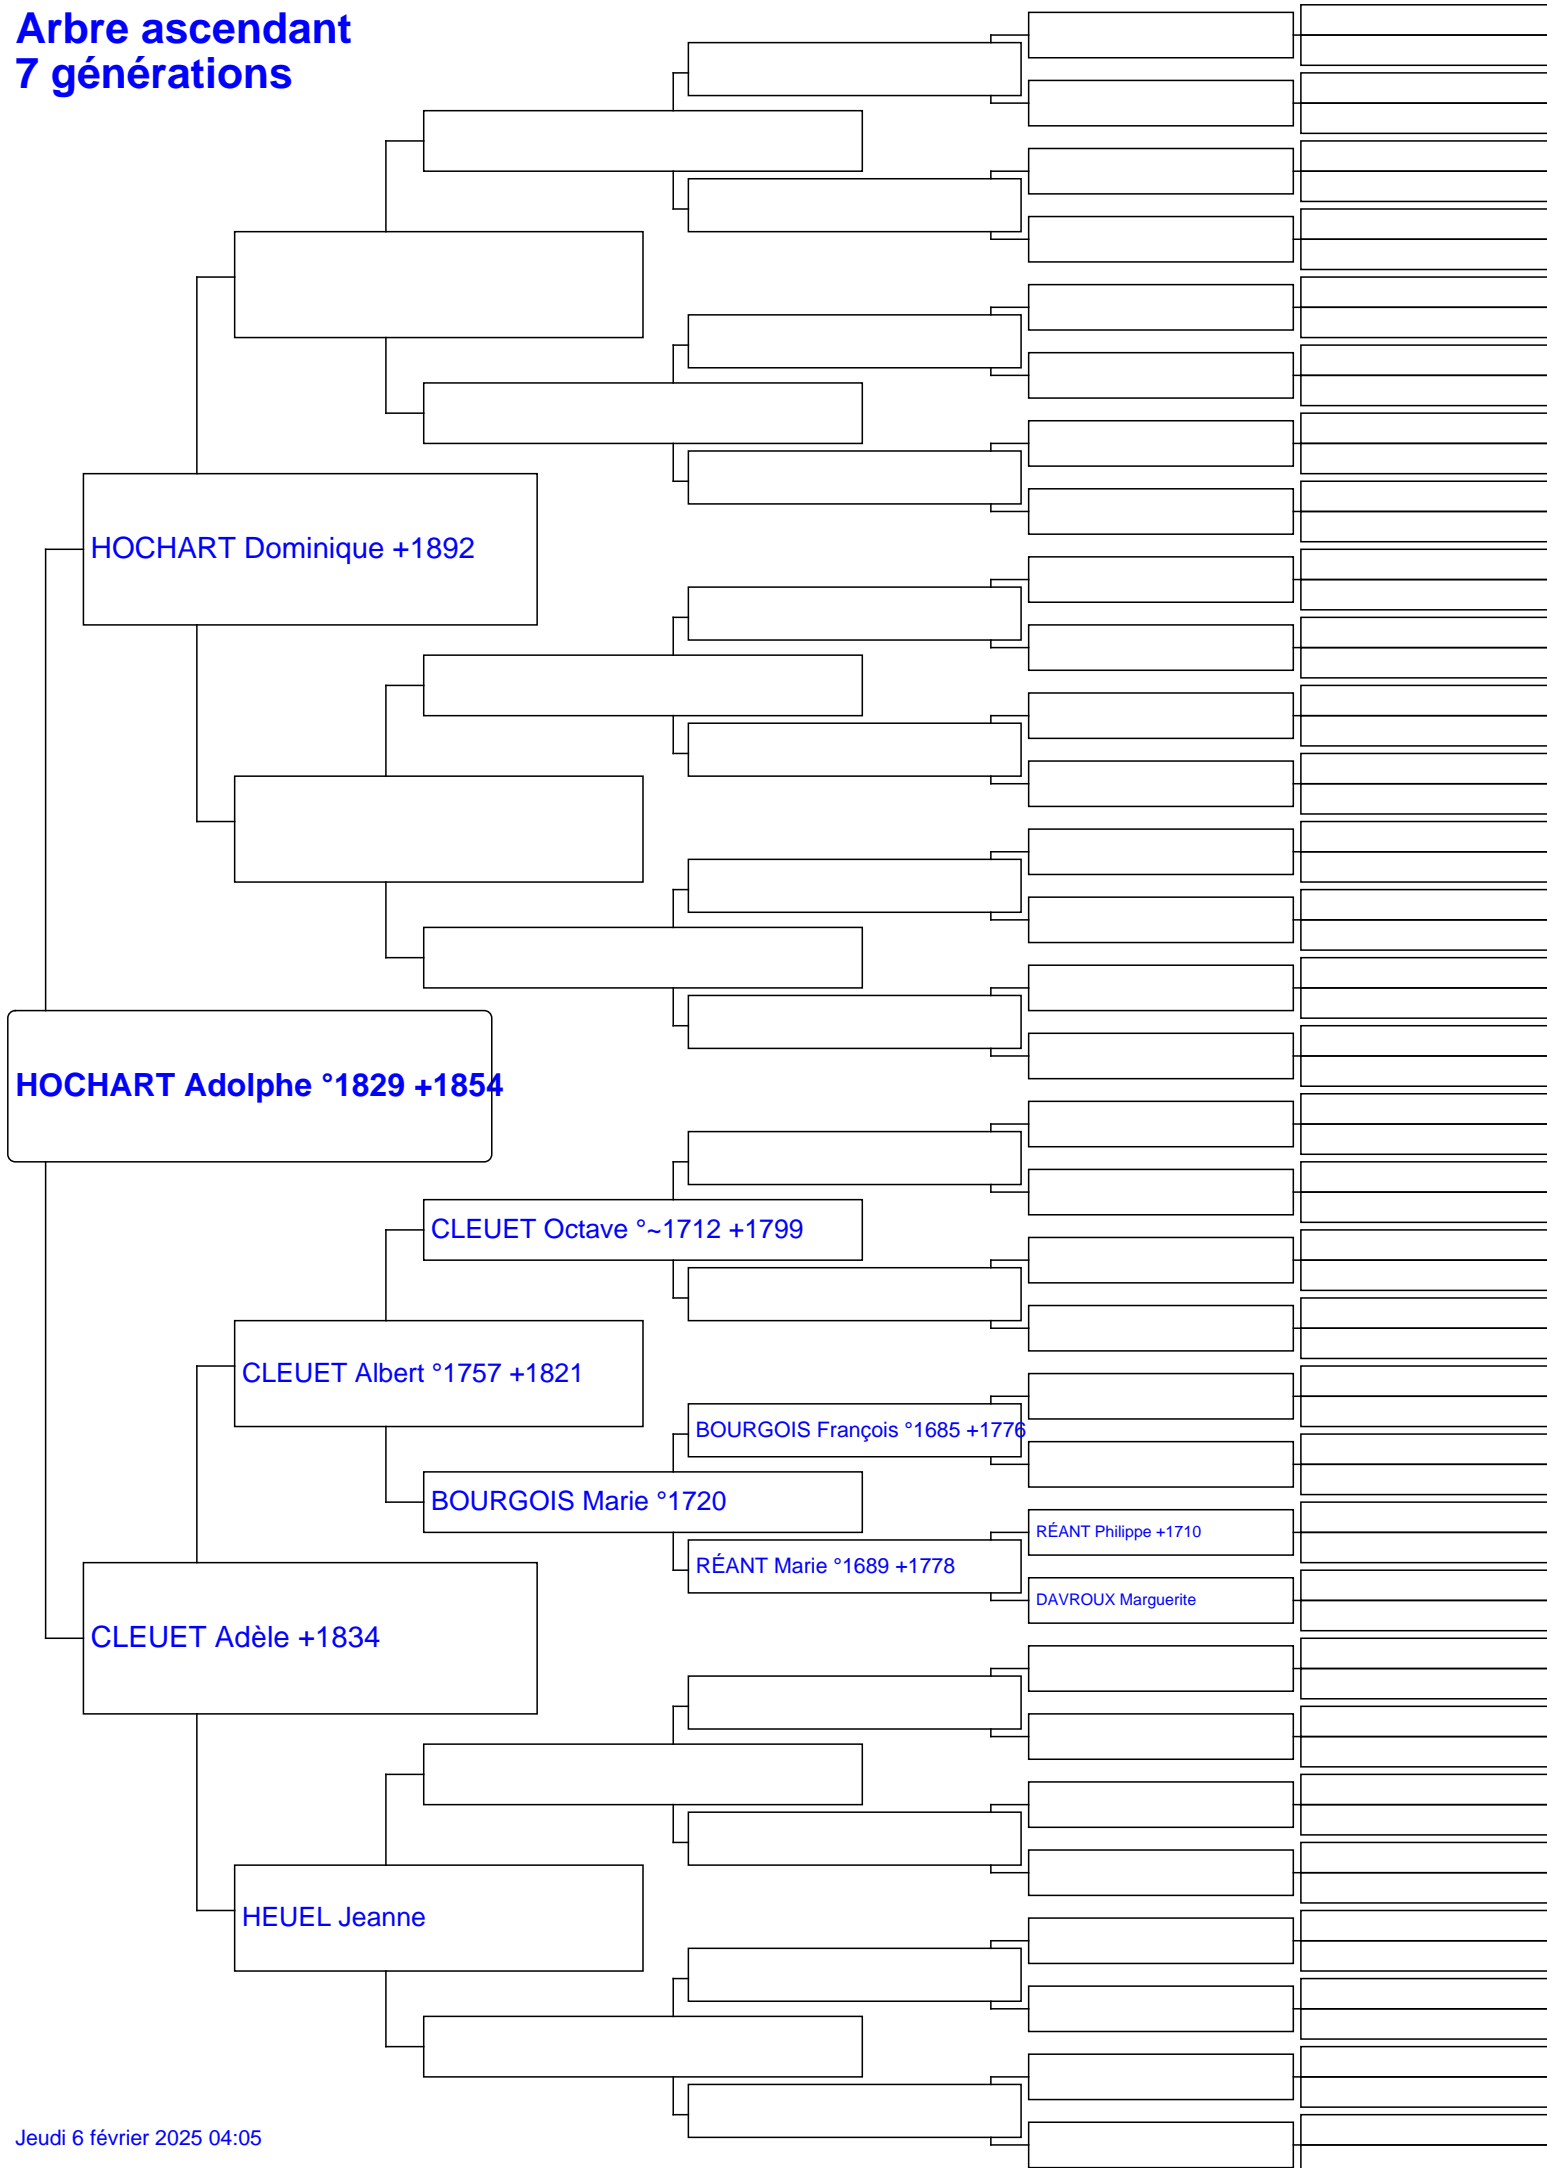 Arbre ascendant
7 générations
HOCHART Dominique +1892
HOCHART Adolphe °1829 +1854
CLEUET Octave °~1712 +1799
CLEUET Albert °1757 +1821
BOURGOIS François °1685 +1776
BOURGOIS Marie °1720
RÉANT Philippe +1710
RÉANT Marie °1689 +1778
DAVROUX Marguerite
CLEUET Adèle +1834
HEUEL Jeanne
Jeudi 6 février 2025 04:05